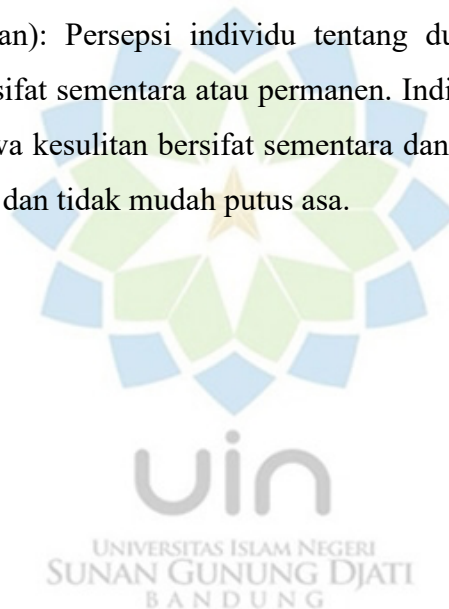 an): Persepsi individu tentang du
sifat sementara atau permanen. Indi
va kesulitan bersifat sementara dan
dan tidak mudah putus asa.
uin
UNIVERSITAS ISLAM NEGERI
SUNAN GUNUNG DJATI
BANDUNG